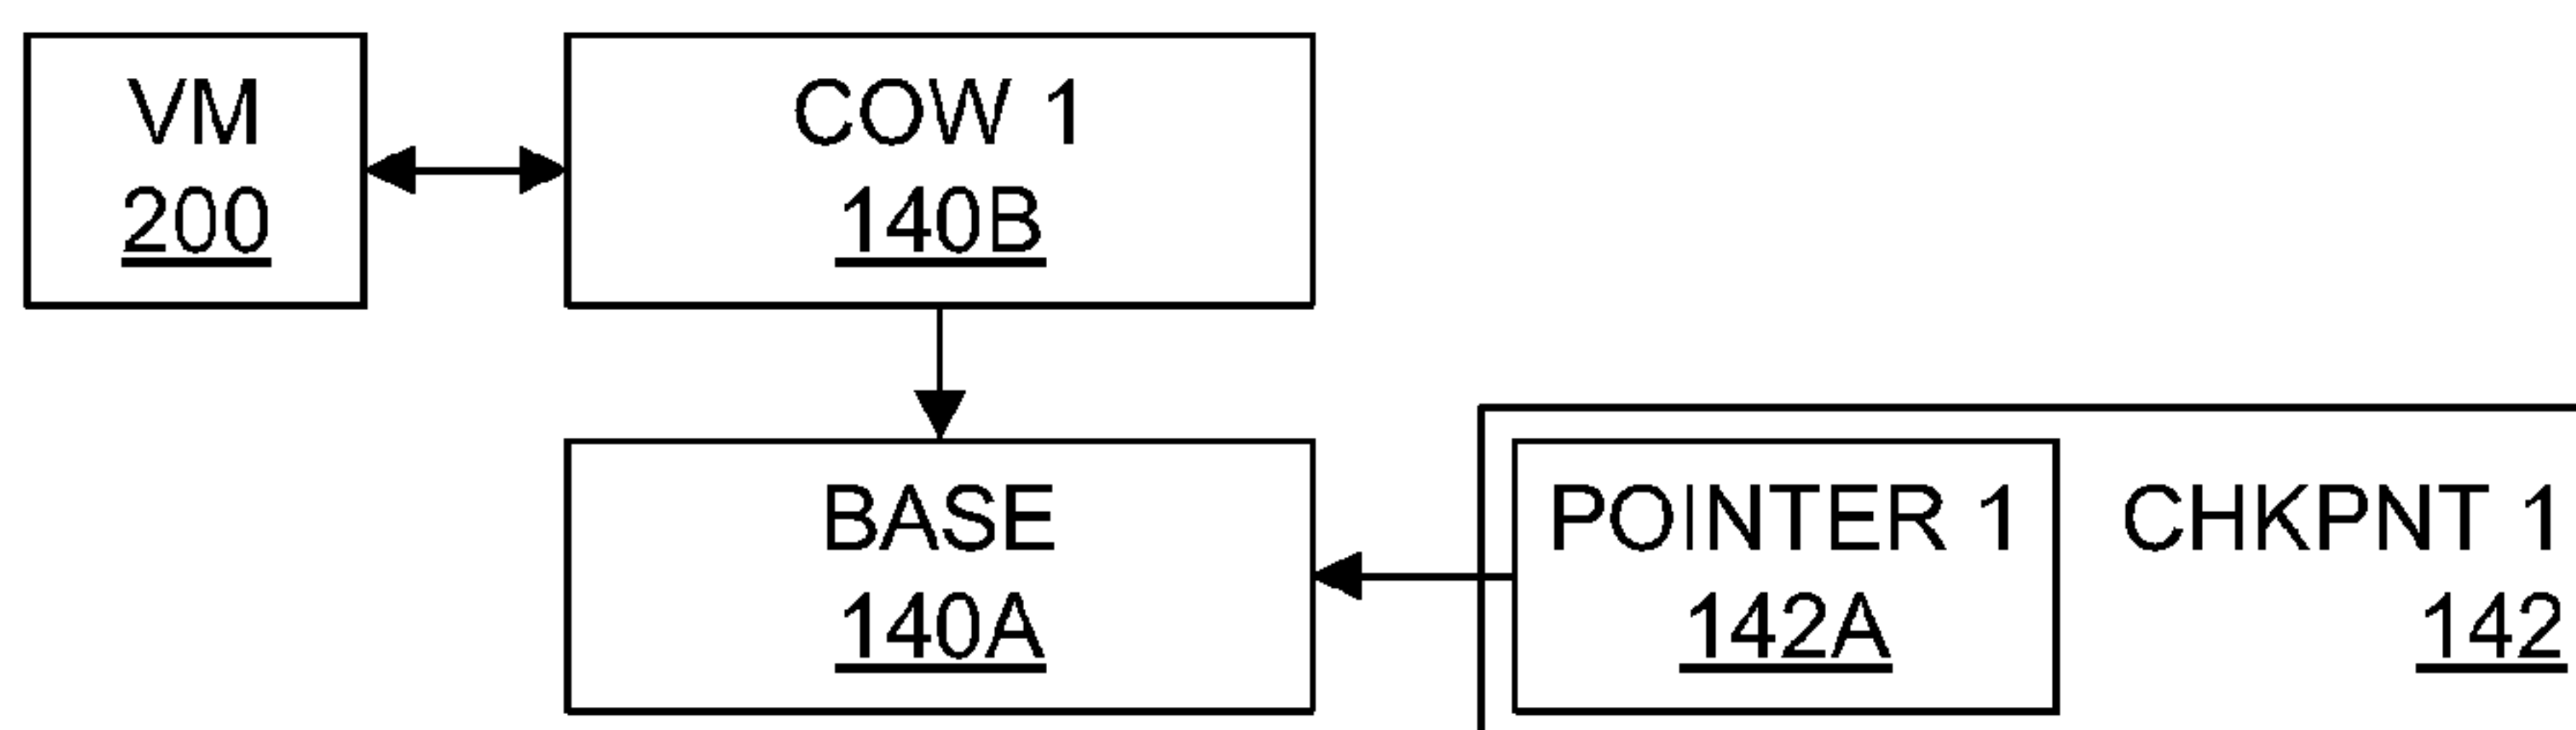 VM
200
COW 1
140B
BASE
140A
POINTER 1
142A
CHKPNT 1
142